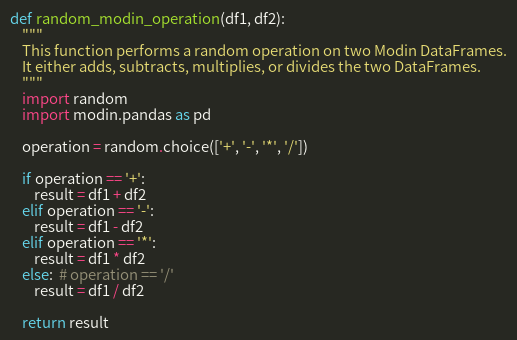 def random_modin_operation(df1, df2):
    """
    This function performs a random operation on two Modin DataFrames.
    It either adds, subtracts, multiplies, or divides the two DataFrames.
    """
    import random
    import modin.pandas as pd

    operation = random.choice(['+', '-', '*', '/'])

    if operation == '+':
        result = df1 + df2
    elif operation == '-':
        result = df1 - df2
    elif operation == '*':
        result = df1 * df2
    else:  # operation == '/'
        result = df1 / df2

    return result